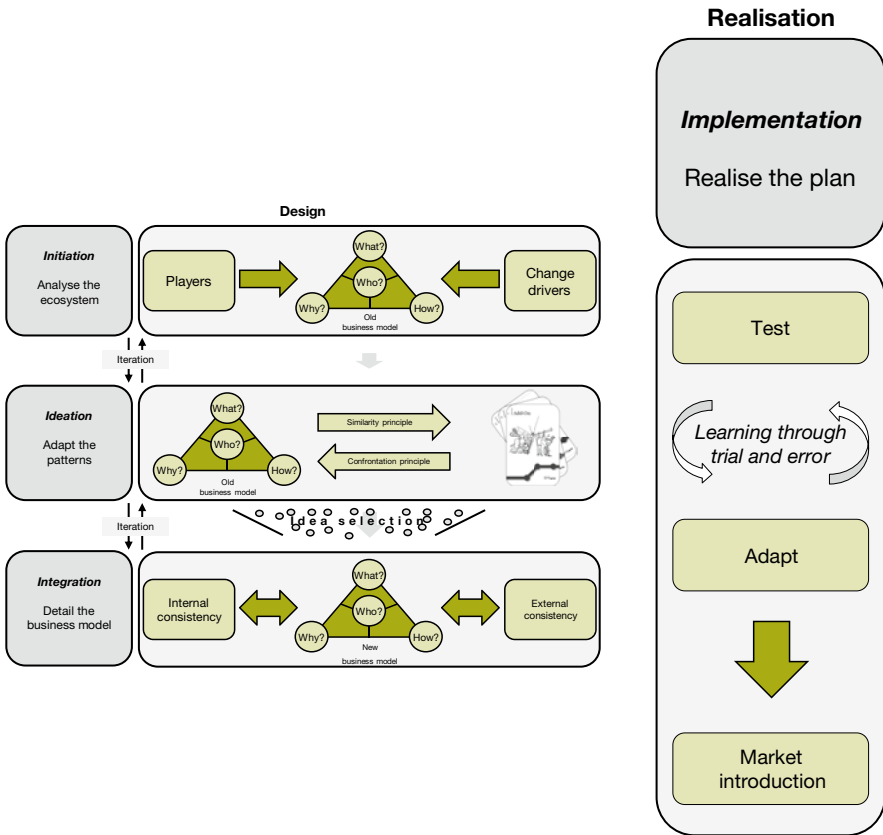 Design
Initiation
Analyse the
ecosystem
Players
What?
Who?
Why?
How?
Old
business model
Change
drivers
Iteration
Ideation
Adapt the
patterns
What?
Who?
Why?
How?
Old
business model
Similarity principle
Confrontation principle
Add-On
Iteration
Idea selection
Integration
Detail the
business model
Internal
consistency
What?
Who?
Why?
How?
New
business model
External
consistency
Realisation
Implementation
Realise the plan
Test
Learning through
trial and error
Adapt
Market
introduction